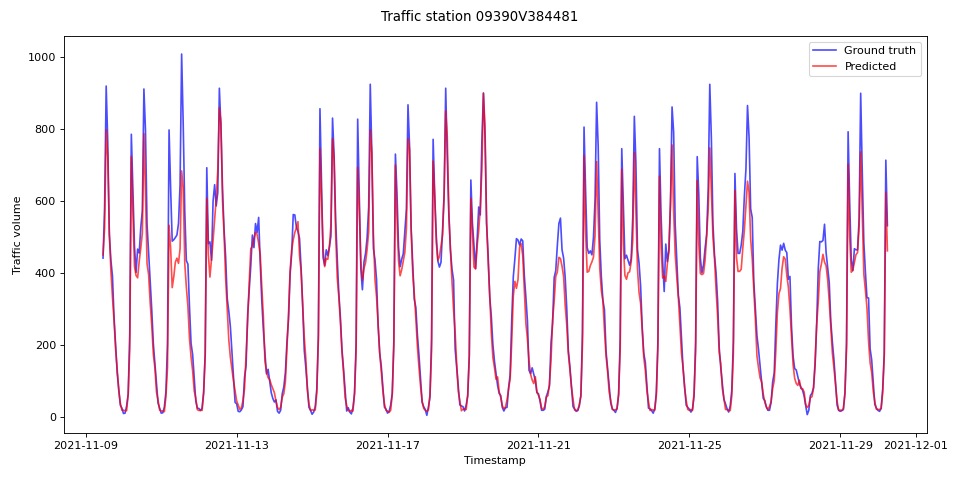 Traffic station 09390V384481
Ground truth
Predicted
Traffic volume
1000
800
600
400
200
0
2021-11-09
2021-11-13
2021-11-17
2021-11-21
2021-11-25
2021-11-29
2021-12-01
Timestamp